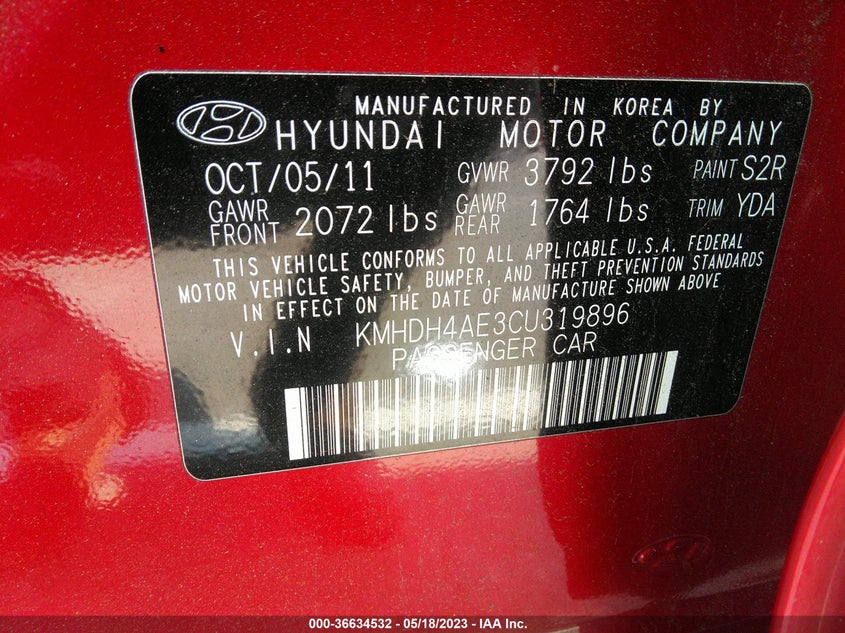 MANUFACTURED IN KOREA BY
HYUNDAI MOTOR COMPANY
OCT/05/11 GVWR 3792 lbs PAINT S2R
GAWR FRONT 2072 lbs GAWR REAR 1764 lbs TRIM YDA
THIS VEHICLE CONFORMS TO ALL APPLICABLE U.S.A. FEDERAL
MOTOR VEHICLE SAFETY, BUMPER, AND THEFT PREVENTION STANDARDS
IN EFFECT ON THE DATE OF MANUFACTURE SHOWN ABOVE
V.I.N KMHDH4AE3CU319896
PASSENGER CAR
000-36634532 - 05/18/2023 - IAA Inc.